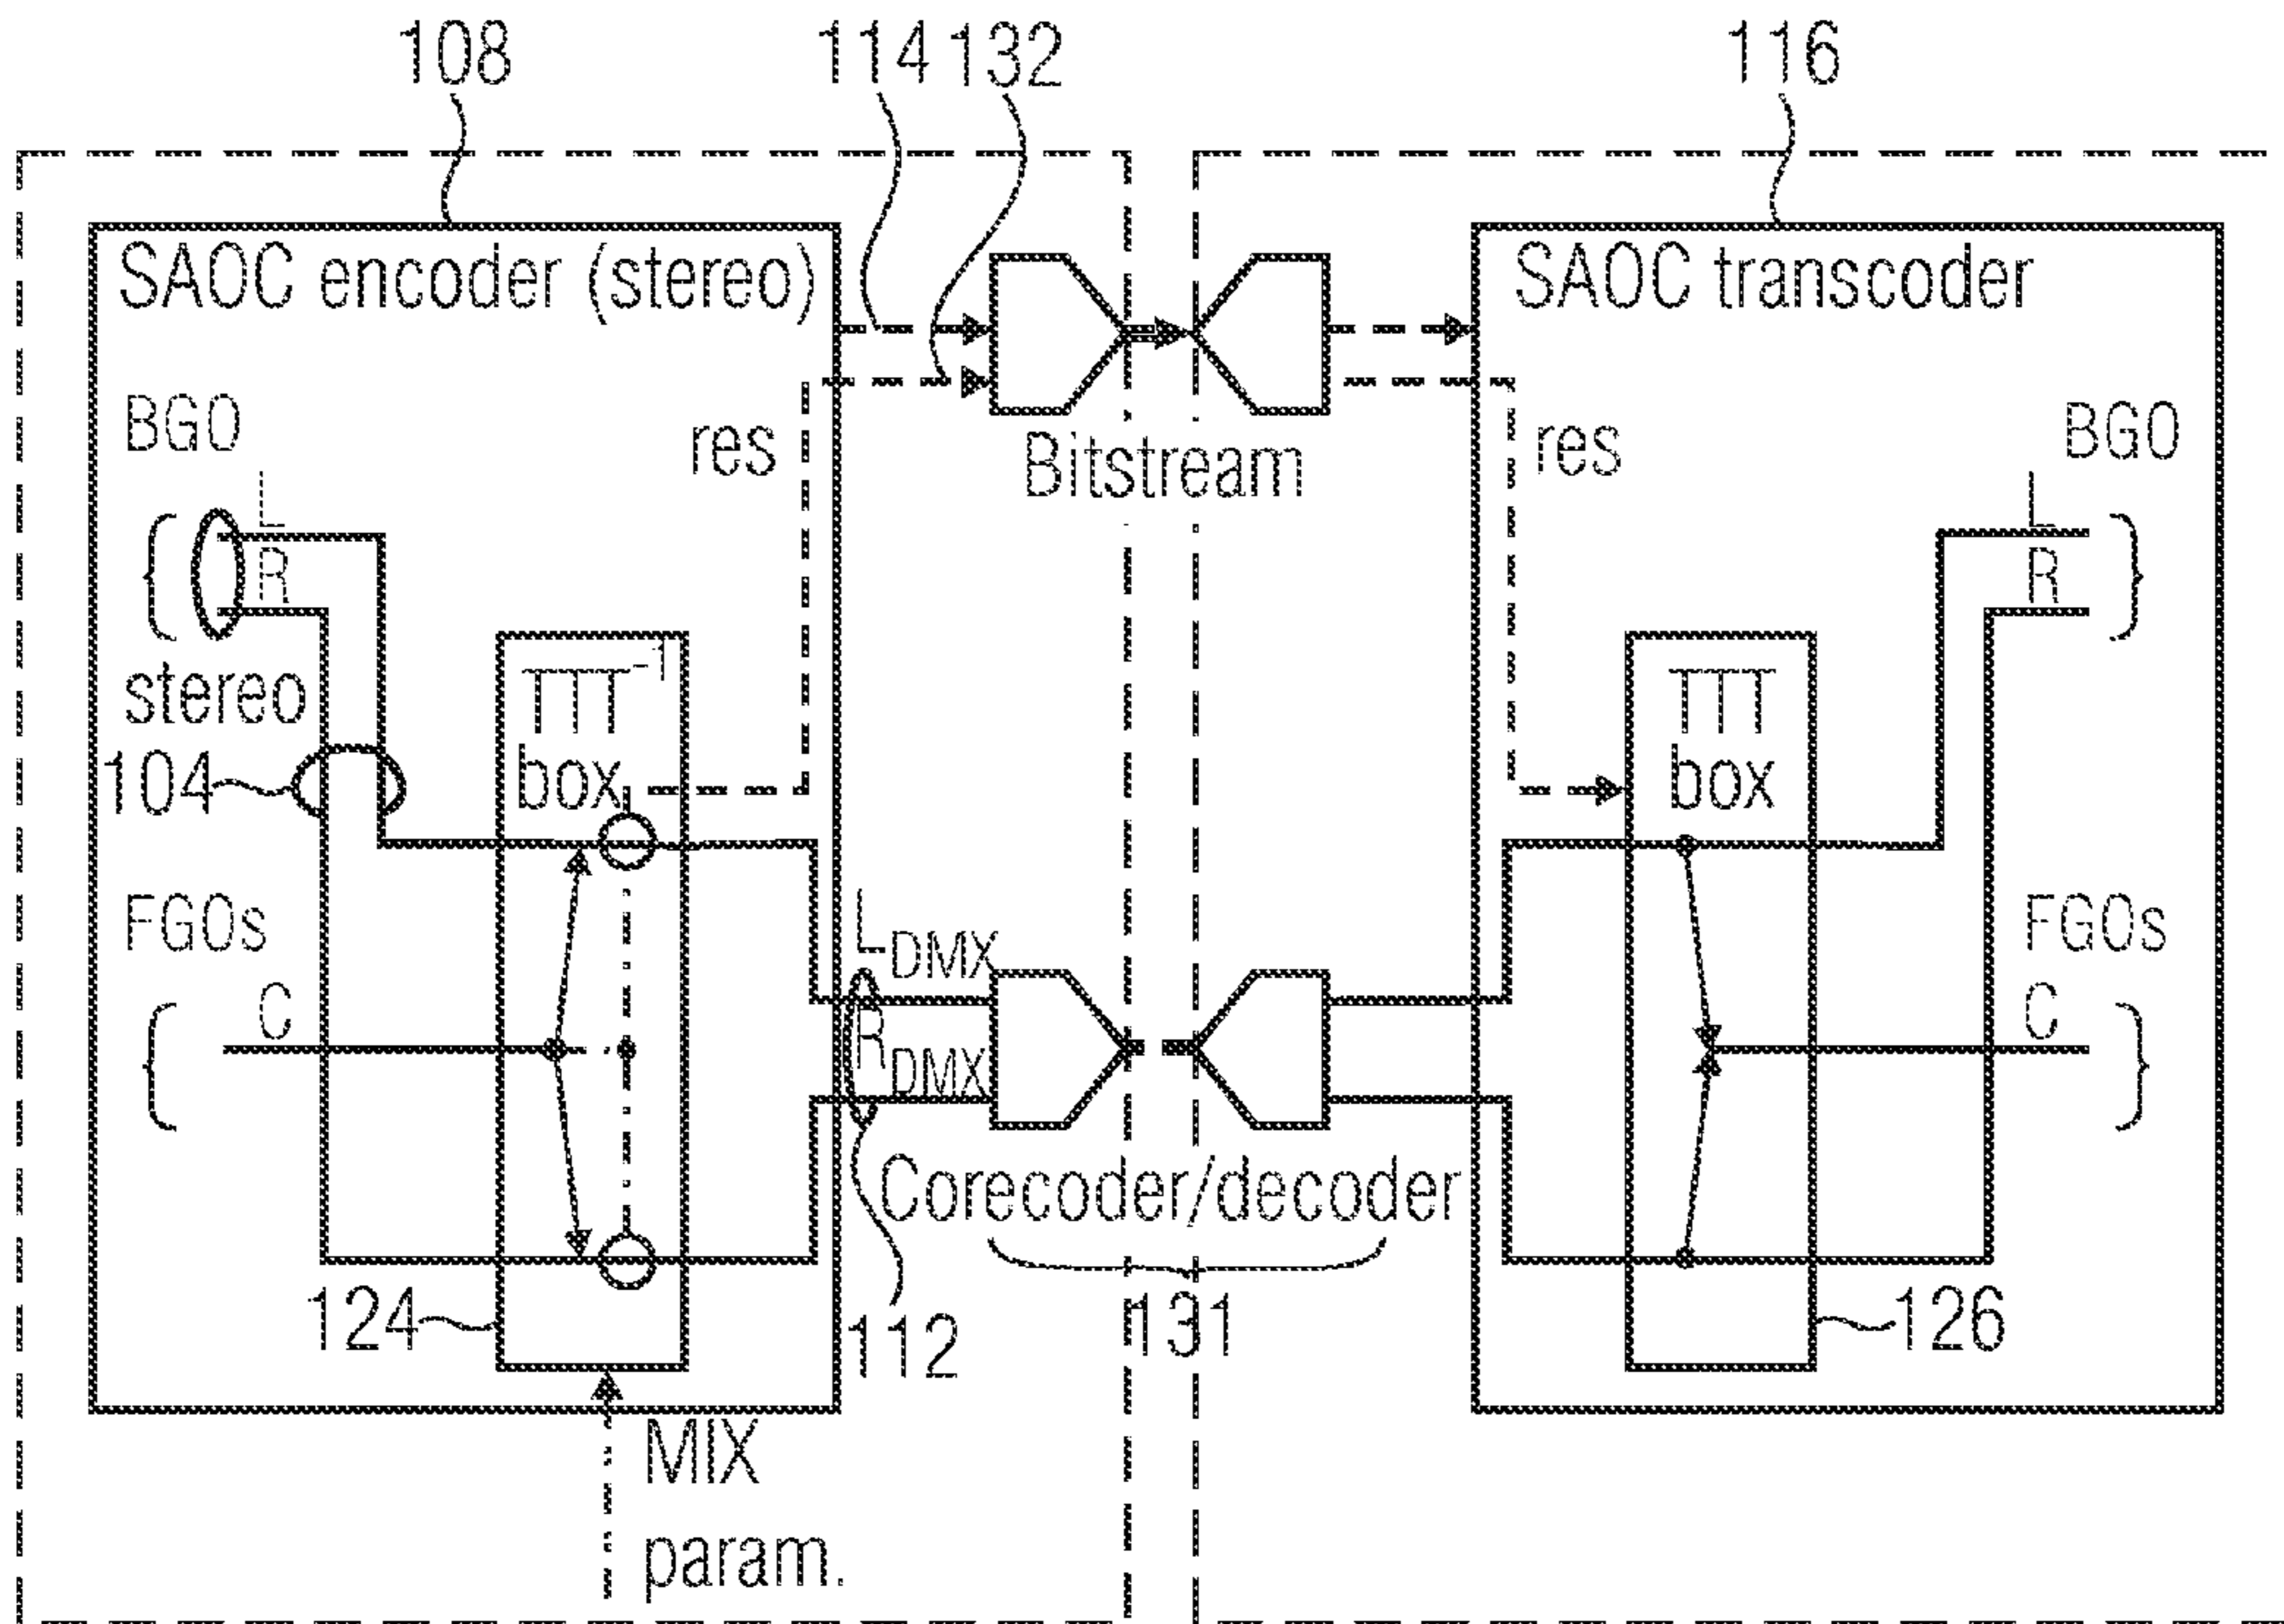 108
114
132
116
SAOC encoder (stereo)
SAOC transcoder
BGO
res
Bitstream
res
BGO
L
R
L
R
stereo
TTT⁻¹
box
TTT
box
104
FGOs
C
L_DMX
R_DMX
FGOs
C
Corecoder/decoder
124
112
131
126
MIX
param.